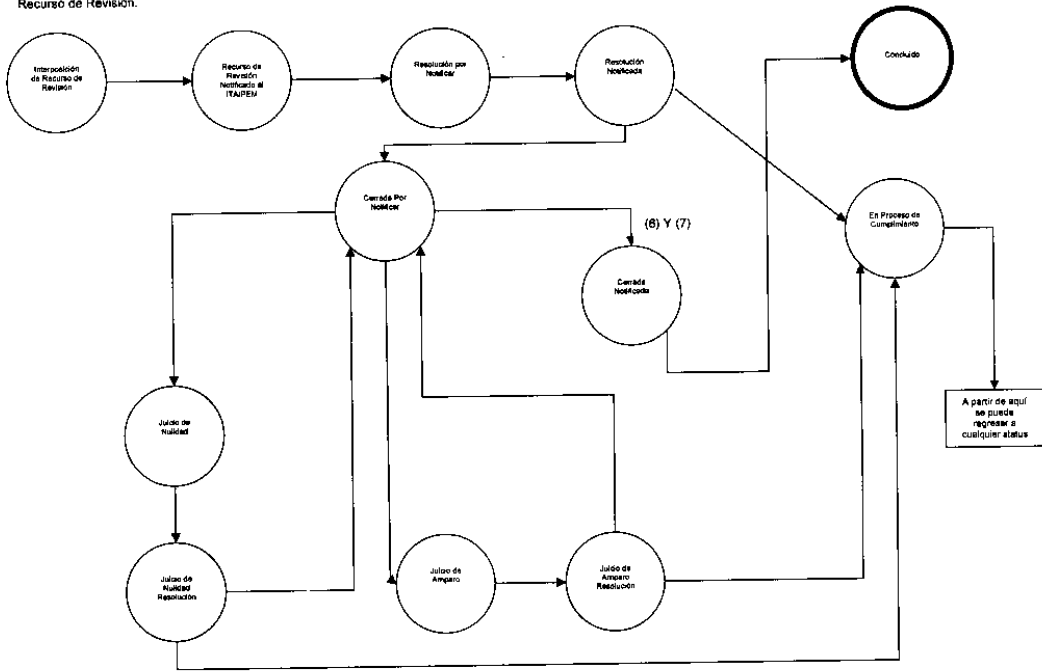 Recurso de Revisión.
Interposición
de Recurso de
Revisión
Recurso de
Revisión
Notificado al
ITAIPEM
Resolución por
Notificar
Resolución
Notificada
Concluido
Cerrada Por
Notificar
(6) Y (7)
Cerrada
Notificada
En Proceso de
Cumplimiento
A partir de aquí
se puede
regresar a
cualquier status
Juicio de
Nulidad
Juicio de
Nulidad
Resolución
Juicio de
Amparo
Juicio de
Amparo
Resolución